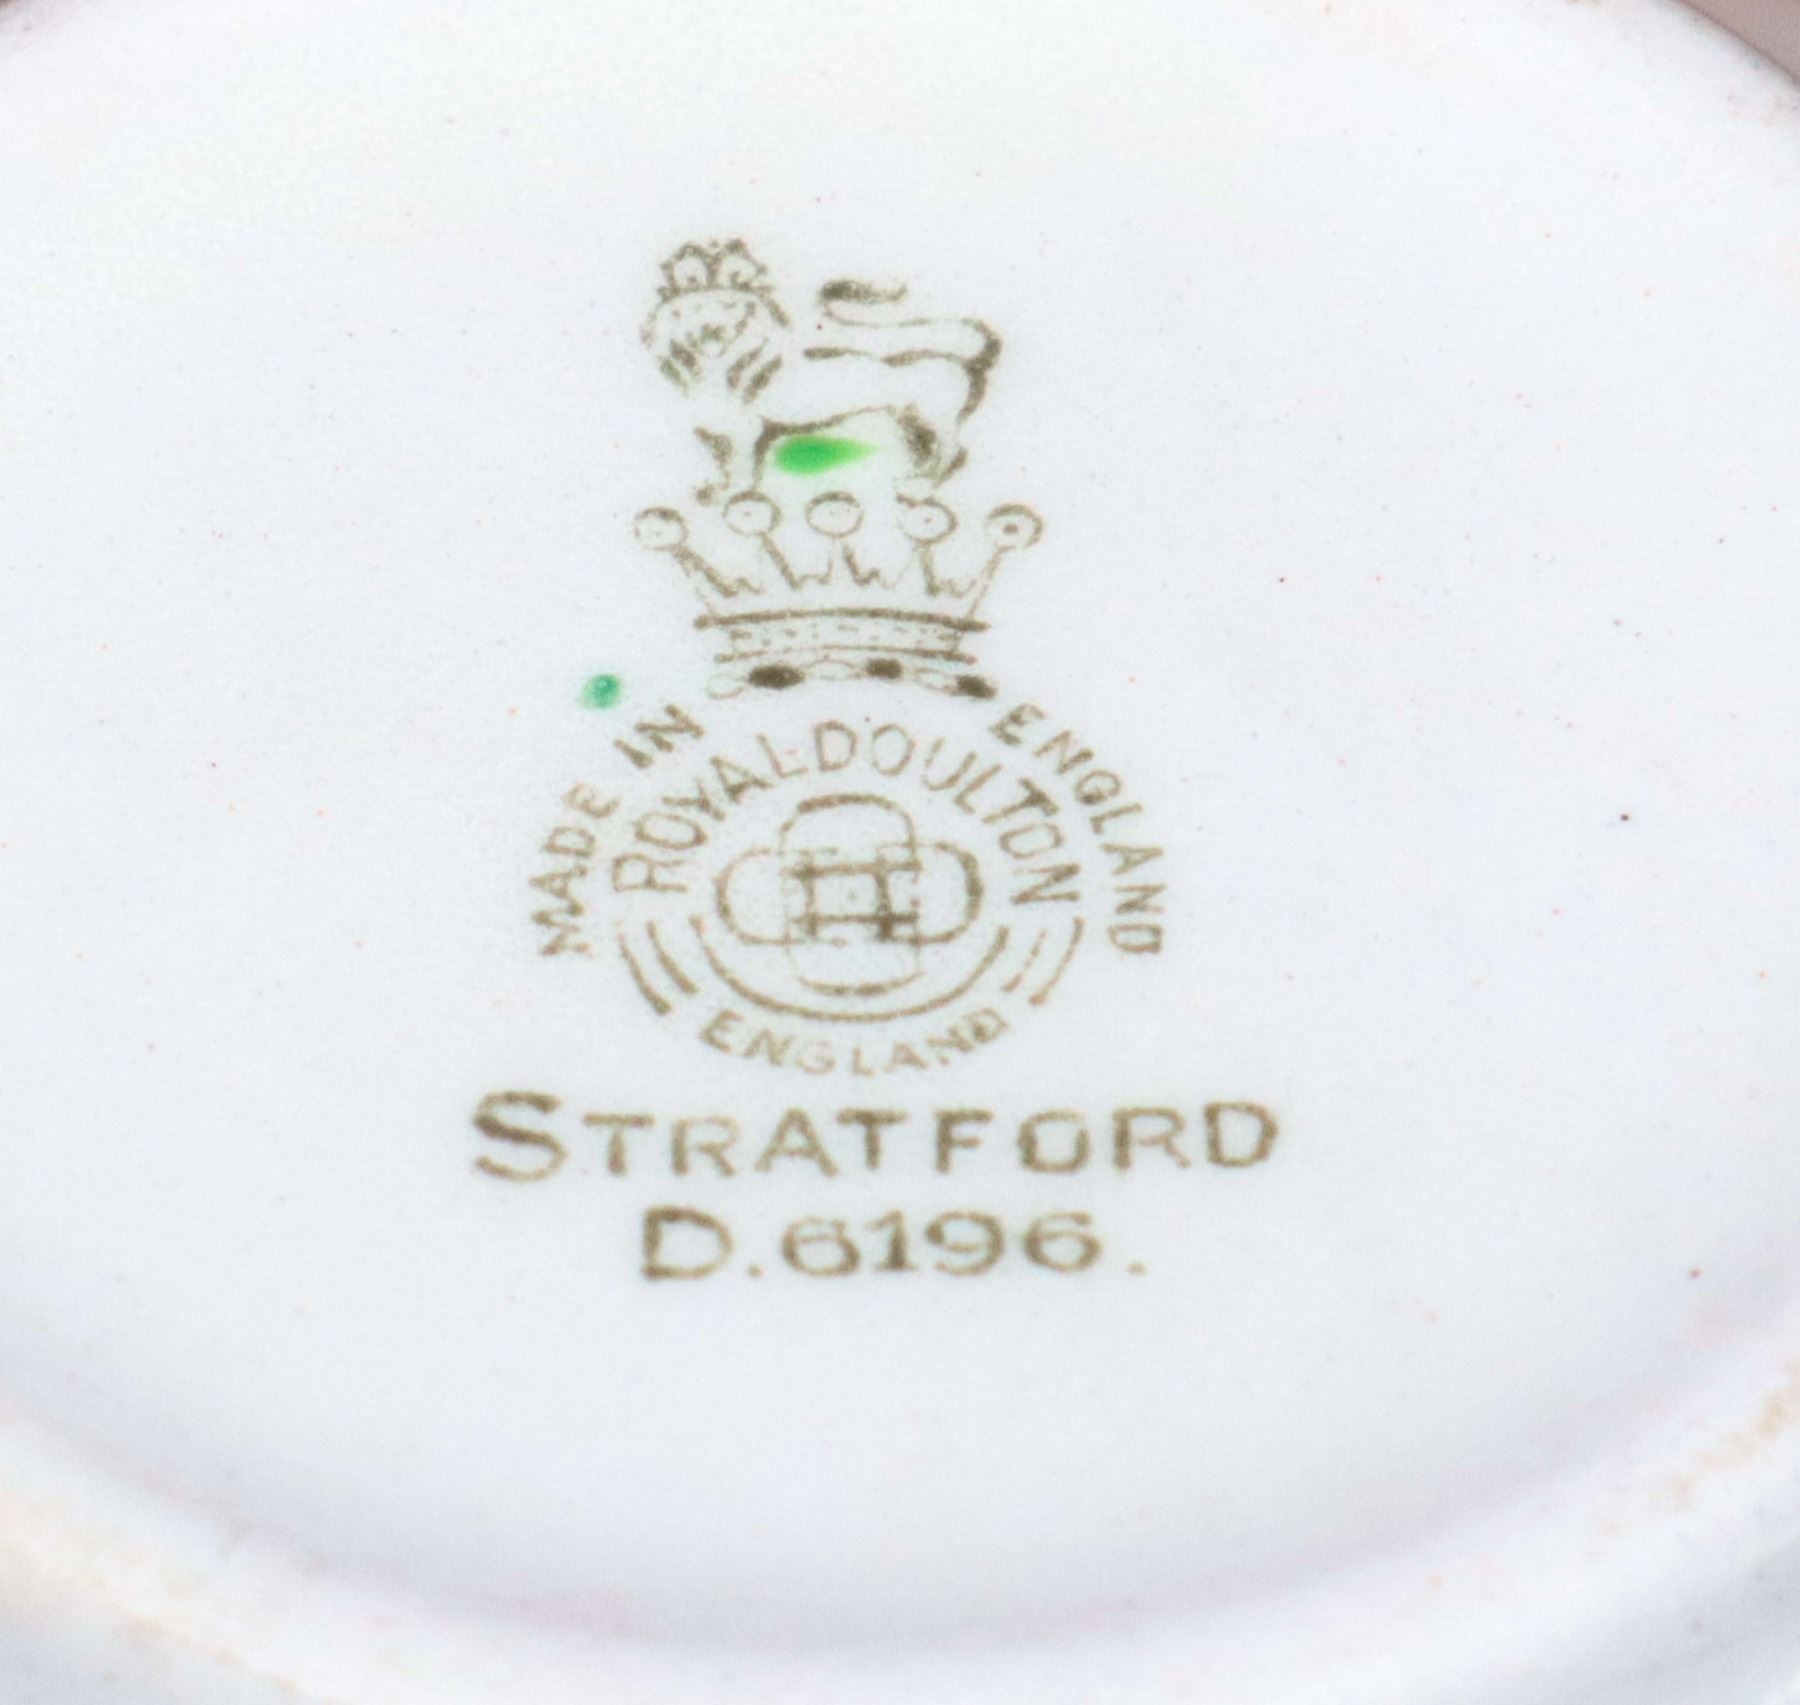 MADE IN ENGLAND
ROYAL DOULTON
ENGLAND
STRATFORD
D.6196.